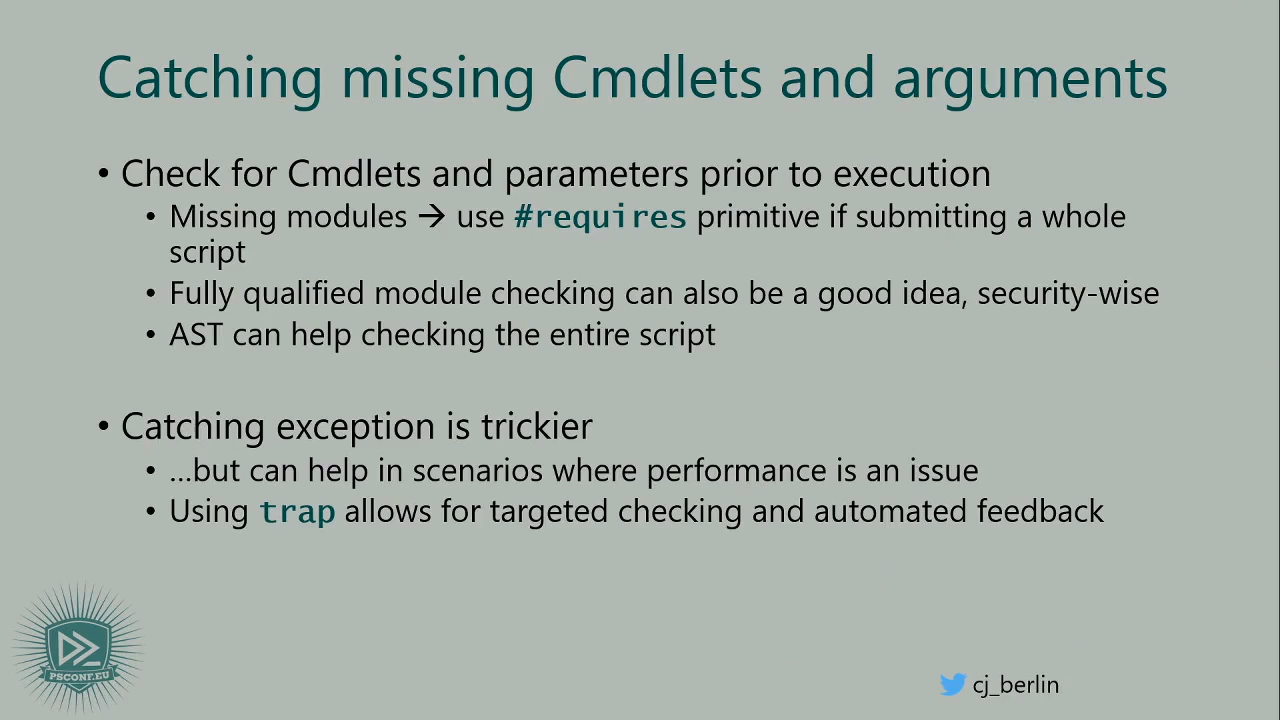 Catching missing Cmdlets and arguments
• Check for Cmdlets and parameters prior to execution
• Missing modules → use #requires primitive if submitting a whole
script
• Fully qualified module checking can also be a good idea, security-wise
• AST can help checking the entire script
• Catching exception is trickier
• …but can help in scenarios where performance is an issue
• Using trap allows for targeted checking and automated feedback
PSCONF.EU
cj_berlin